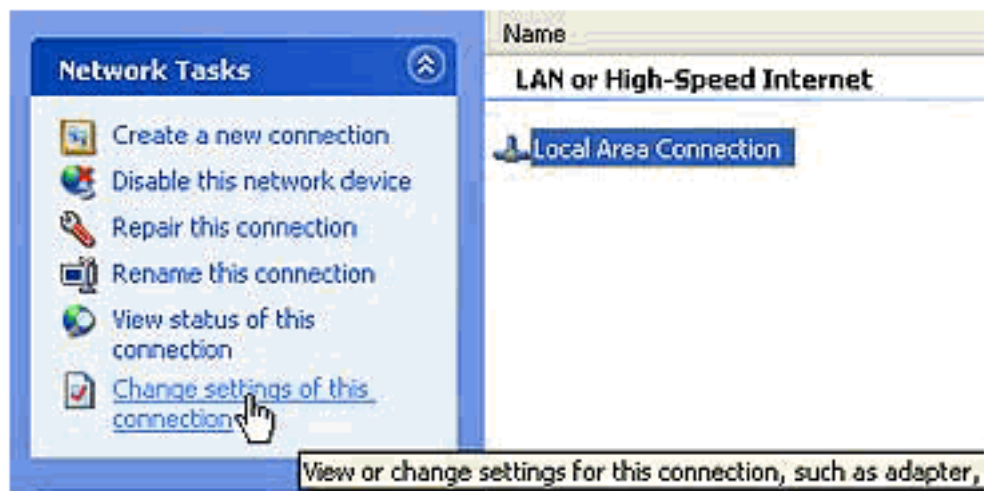 Network Tasks
Create a new connection
Disable this network device
Repair this connection
Rename this connection
View status of this
connection
Change settings of this
connection
Name
LAN or High-Speed Internet
Local Area Connection
View or change settings for this connection, such as adapter,